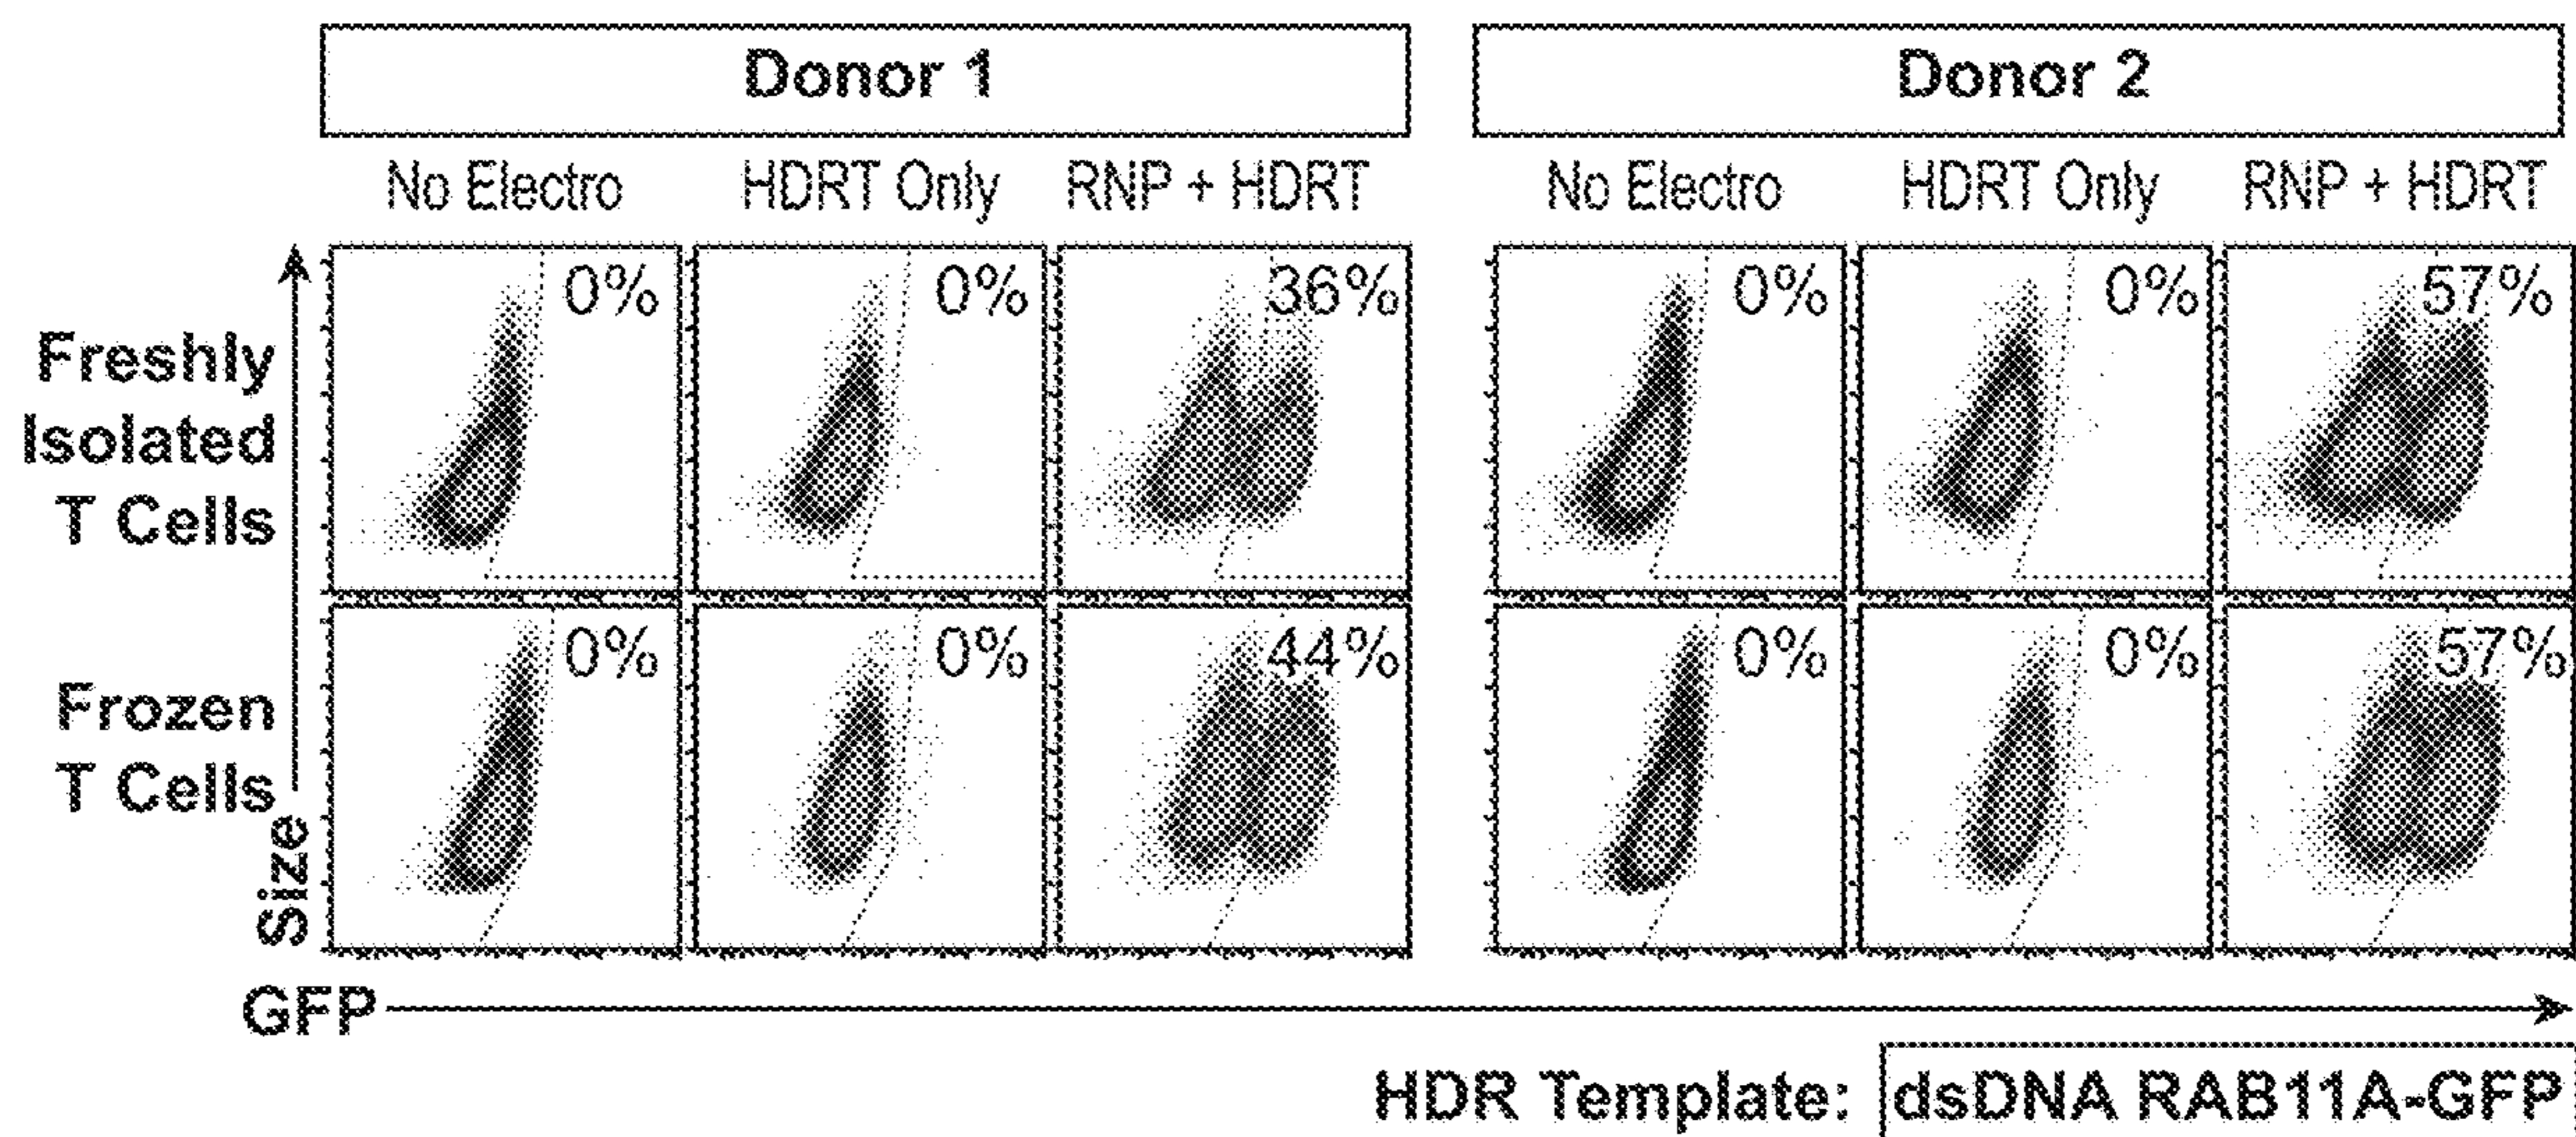 Donor 1
Donor 2
No Electro HDRT Only RNP + HDRT
No Electro HDRT Only RNP + HDRT
Freshly
Isolated
T Cells
0% 0% 36% 0% 0% 57%
Frozen
T Cells
0% 0% 44% 0% 0% 57%
Size
GFP
HDR Template: dsDNA RAB11A-GFP